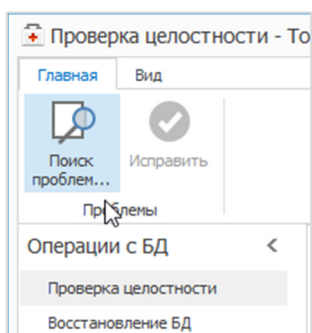 Проверка целостности - То
Главная Вид
Поиск проблем...
Исправить
Проблемы
Операции с БД
Проверка целостности
Восстановление БД